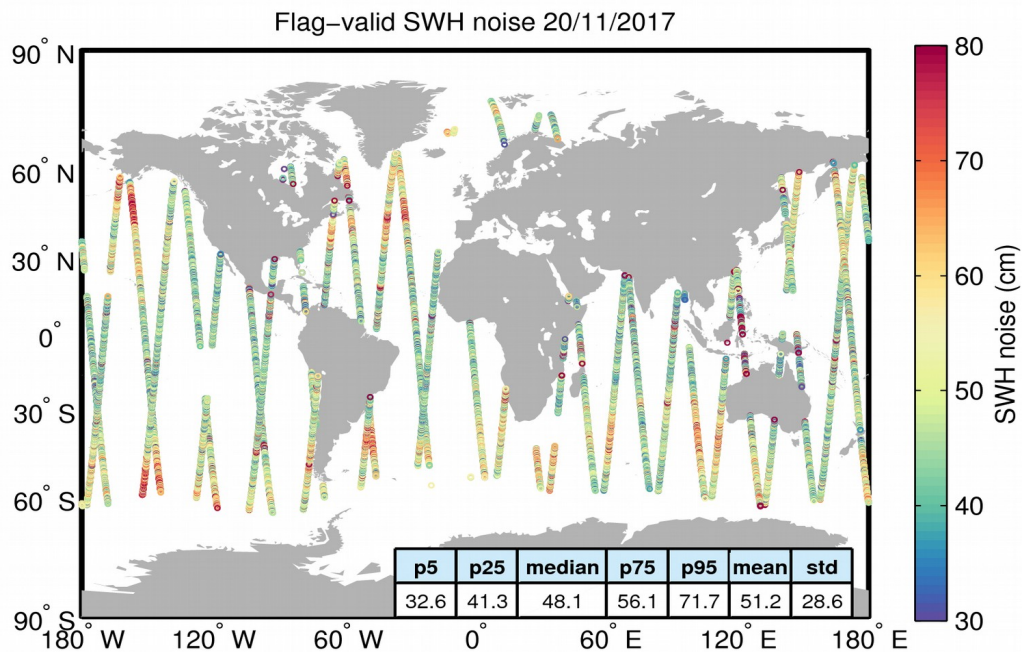 Flag−valid SWH noise 20/11/2017
90° N
60° N
30° N
0°
30° S
60° S
90° S
180° W
120° W
60° W
0°
60° E
120° E
180° E
80
70
60
50
40
30
SWH noise (cm)
p5 p25 median p75 p95 mean std
32.6 41.3 48.1 56.1 71.7 51.2 28.6